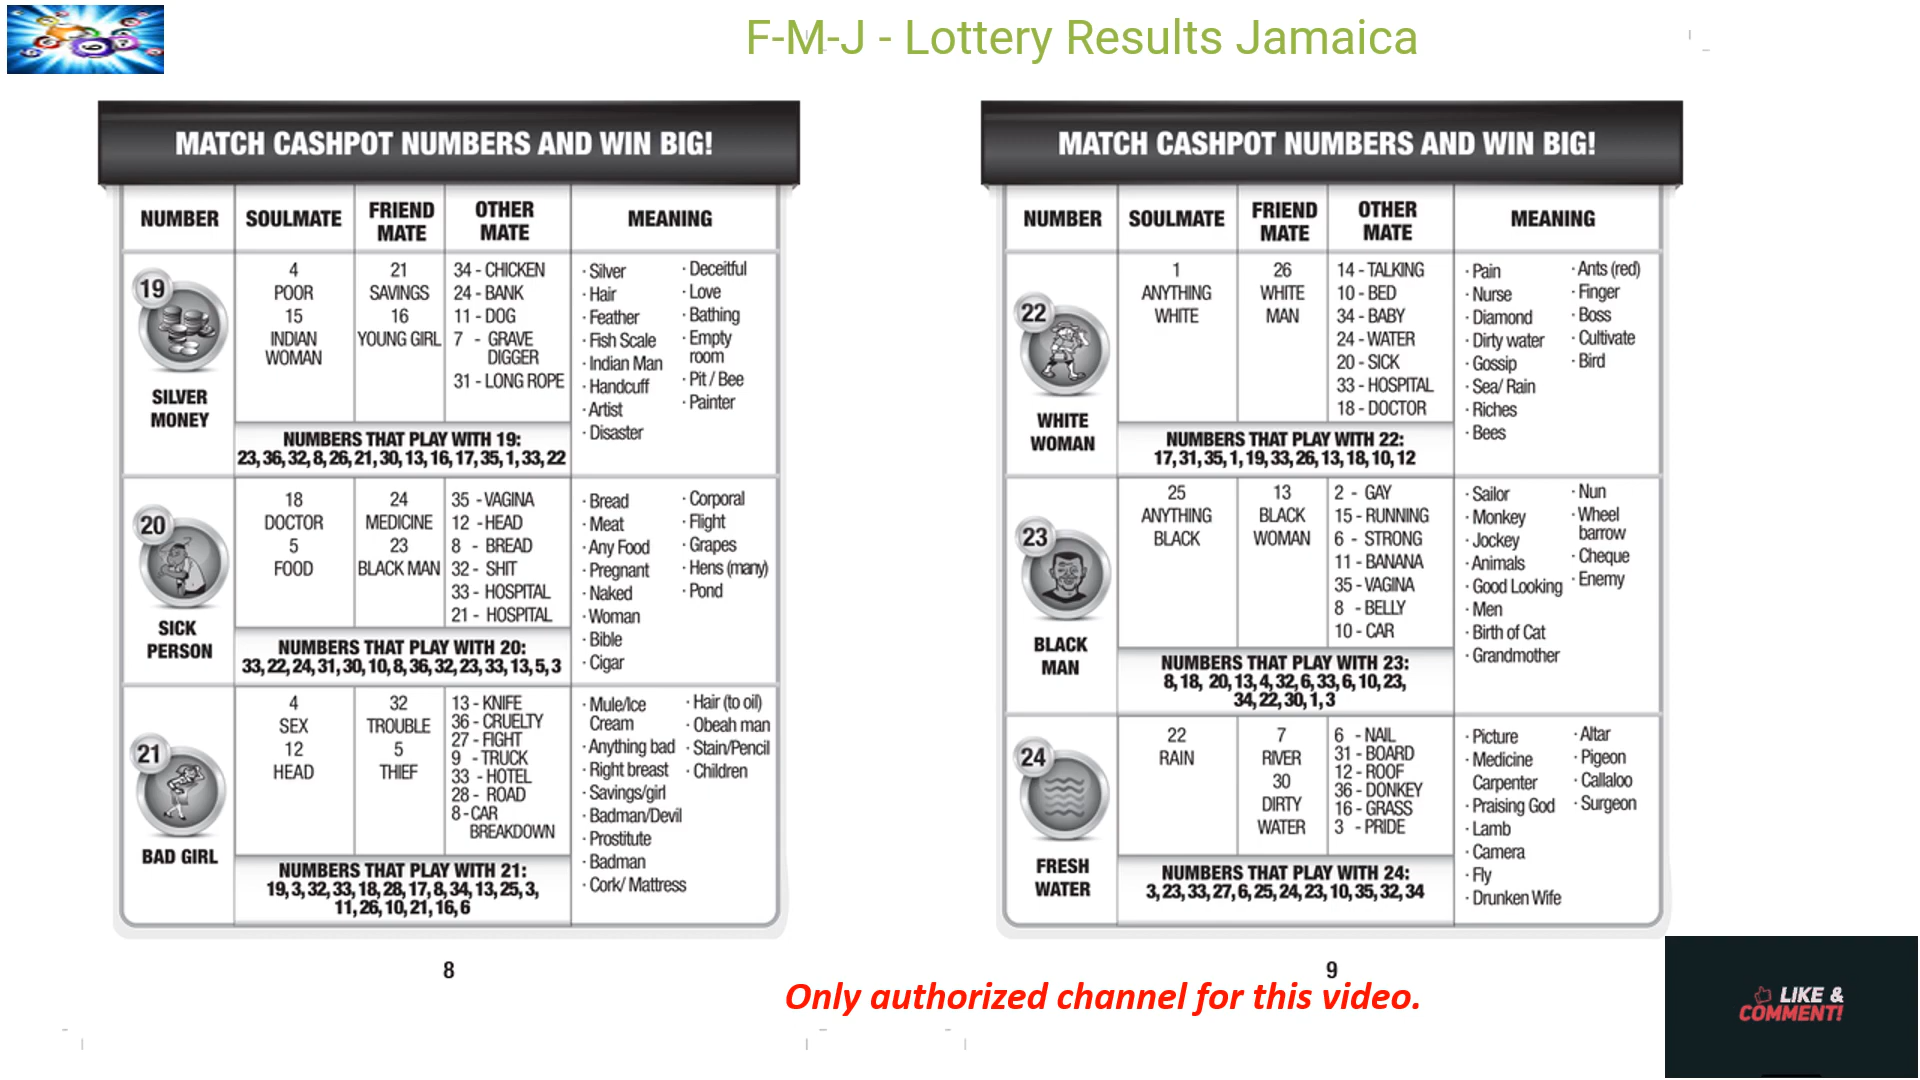 F-M-J - Lottery Results Jamaica
MATCH CASHPOT NUMBERS AND WIN BIG!
NUMBER
SOULMATE
FRIEND
MATE
OTHER
MATE
MEANING
19
SILVER
MONEY
4
POOR
15
INDIAN
WOMAN
21
SAVINGS
16
YOUNG GIRL
34 - CHICKEN
24 - BANK
11 - DOG
7 - GRAVE
DIGGER
31 - LONG ROPE
NUMBERS THAT PLAY WITH 19:
23, 36, 32, 8, 26, 21, 30, 13, 16, 17, 35, 1, 33, 22
· Silver
· Hair
· Feather
· Fish Scale
· Indian Man
· Handcuff
· Artist
· Disaster
· Deceitful
· Love
· Bathing
· Empty
room
· Pit / Bee
· Painter
20
SICK
PERSON
18
DOCTOR
5
FOOD
24
MEDICINE
23
BLACK MAN
35 - VAGINA
12 - HEAD
8 - BREAD
32 - SHIT
33 - HOSPITAL
21 - HOSPITAL
NUMBERS THAT PLAY WITH 20:
33, 22, 24, 31, 30, 10, 8, 36, 32, 23, 33, 13, 5, 3
· Bread
· Meat
· Any Food
· Pregnant
· Naked
· Woman
· Bible
· Cigar
· Corporal
· Flight
· Grapes
· Hens (many)
· Pond
21
BAD GIRL
4
SEX
12
HEAD
32
TROUBLE
5
THIEF
13 - KNIFE
36 - CRUELTY
27 - FIGHT
9 - TRUCK
33 - HOTEL
28 - ROAD
8 - CAR
BREAKDOWN
NUMBERS THAT PLAY WITH 21:
19, 3, 32, 33, 18, 28, 17, 8, 34, 13, 25, 3,
11, 26, 10, 21, 16, 6
· Mule/Ice
Cream
· Anything bad
· Right breast
· Savings/girl
· Badman/Devil
· Prostitute
· Badman
· Cork/ Mattress
· Hair (to oil)
· Obeah man
· Stain/Pencil
· Children
8
MATCH CASHPOT NUMBERS AND WIN BIG!
NUMBER
SOULMATE
FRIEND
MATE
OTHER
MATE
MEANING
22
WHITE
WOMAN
1
ANYTHING
WHITE
26
WHITE
MAN
14 - TALKING
10 - BED
34 - BABY
24 - WATER
20 - SICK
33 - HOSPITAL
18 - DOCTOR
NUMBERS THAT PLAY WITH 22:
17, 31, 35, 1, 19, 33, 26, 13, 18, 10, 12
· Pain
· Nurse
· Diamond
· Dirty water
· Gossip
· Sea/ Rain
· Riches
· Bees
· Ants (red)
· Finger
· Boss
· Cultivate
· Bird
23
BLACK
MAN
25
ANYTHING
BLACK
13
BLACK
WOMAN
2 - GAY
15 - RUNNING
6 - STRONG
11 - BANANA
35 - VAGINA
8 - BELLY
10 - CAR
NUMBERS THAT PLAY WITH 23:
8, 18, 20, 13, 4, 32, 6, 33, 6, 10, 23,
34, 22, 30, 1, 3
· Sailor
· Monkey
· Jockey
· Animals
· Good Looking
· Men
· Birth of Cat
· Grandmother
· Nun
· Wheel
barrow
· Cheque
· Enemy
24
FRESH
WATER
22
RAIN
7
RIVER
30
DIRTY
WATER
6 - NAIL
31 - BOARD
12 - ROOF
36 - DONKEY
16 - GRASS
3 - PRIDE
NUMBERS THAT PLAY WITH 24:
3, 23, 33, 27, 6, 25, 24, 23, 10, 35, 32, 34
· Picture
· Medicine
Carpenter
· Praising God
· Lamb
· Camera
· Fly
· Drunken Wife
· Altar
· Pigeon
· Callaloo
· Surgeon
9
Only authorized channel for this video.
LIKE &
COMMENT!